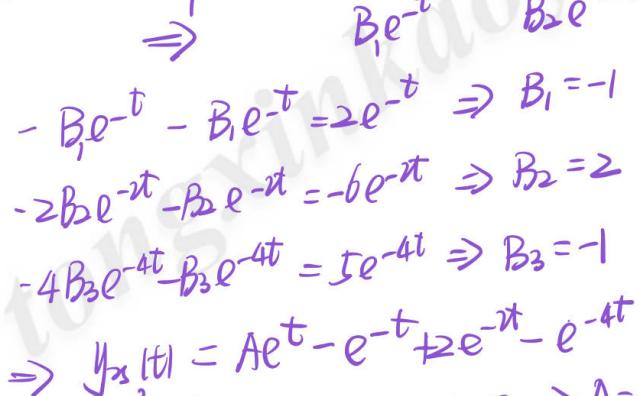 ⇒ B₁e^{-t} B₂e
- B₁e^{-t} - B₁e^{-t} = 2e^{-t} ⇒ B₁ = -1
-2B₂e^{-2t} - B₂e^{-2t} = -6e^{-2t} ⇒ B₂ = 2
-4B₃e^{-4t} - B₃e^{-4t} = 5e^{-4t} ⇒ B₃ = -1
⇒ y_{zs}(t) = Ae^{t} - e^{-t} + 2e^{-2t} - e^{-4t}